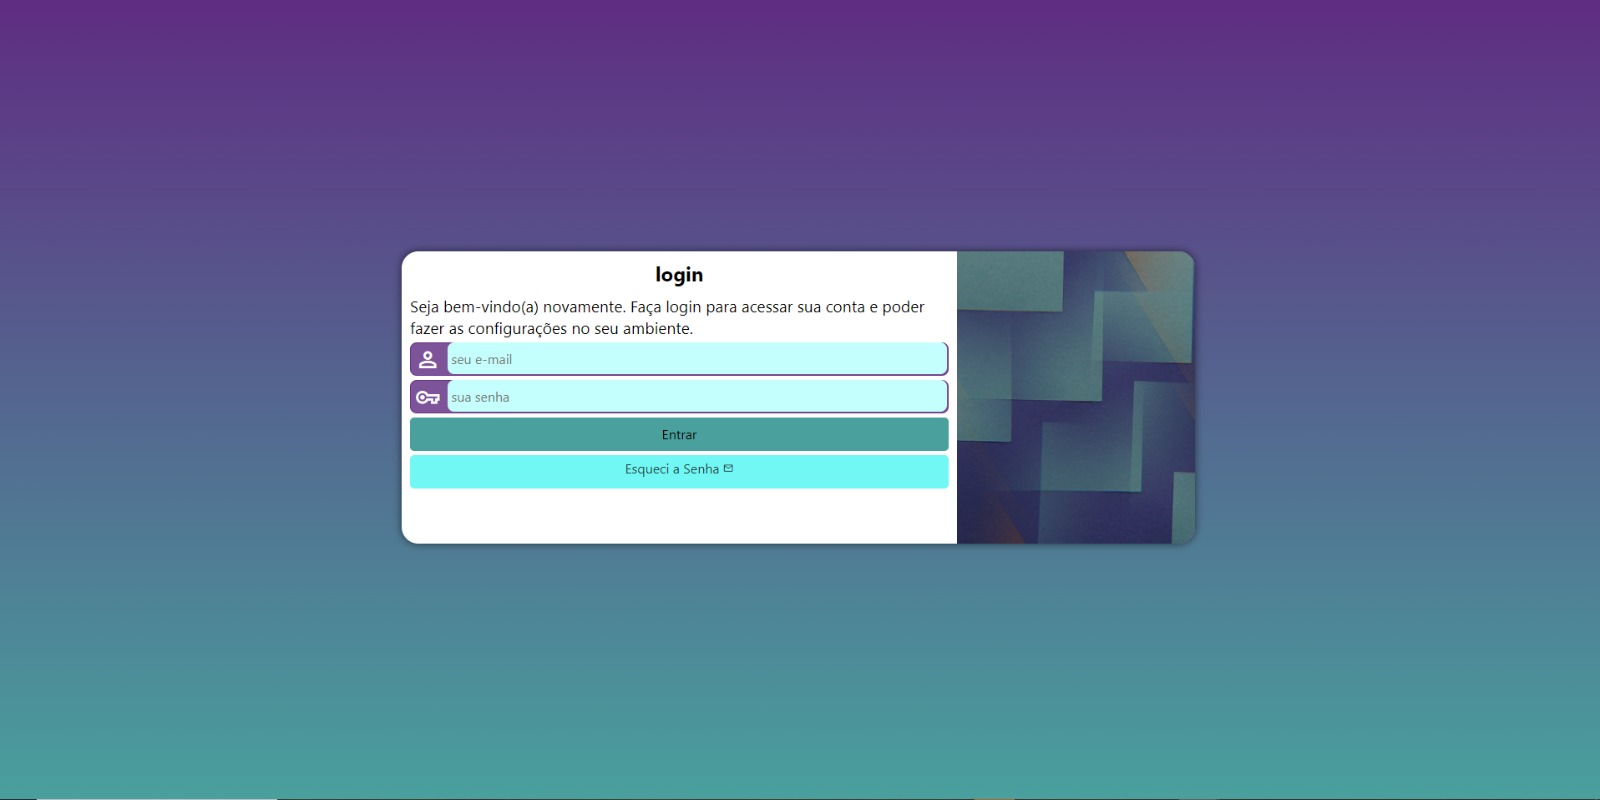 login
Seja bem-vindo(a) novamente. Faça login para acessar sua conta e poder
fazer as configurações no seu ambiente.
seu e-mail
sua senha
Entrar
Esqueci a Senha